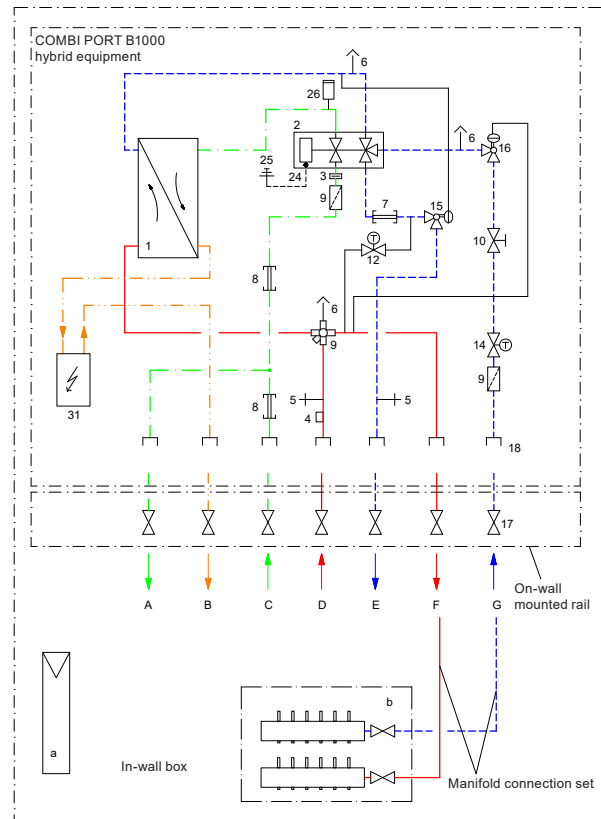 COMBI PORT B1000
hybrid equipment
6
26
2
6
16
25
24
3
9
7
15
10
1
12
8
6
9
14
9
31
8
5
4
5
18
17
A
B
C
D
E
F
G
On-wall
mounted rail
a
b
In-wall box
Manifold connection set
T
T